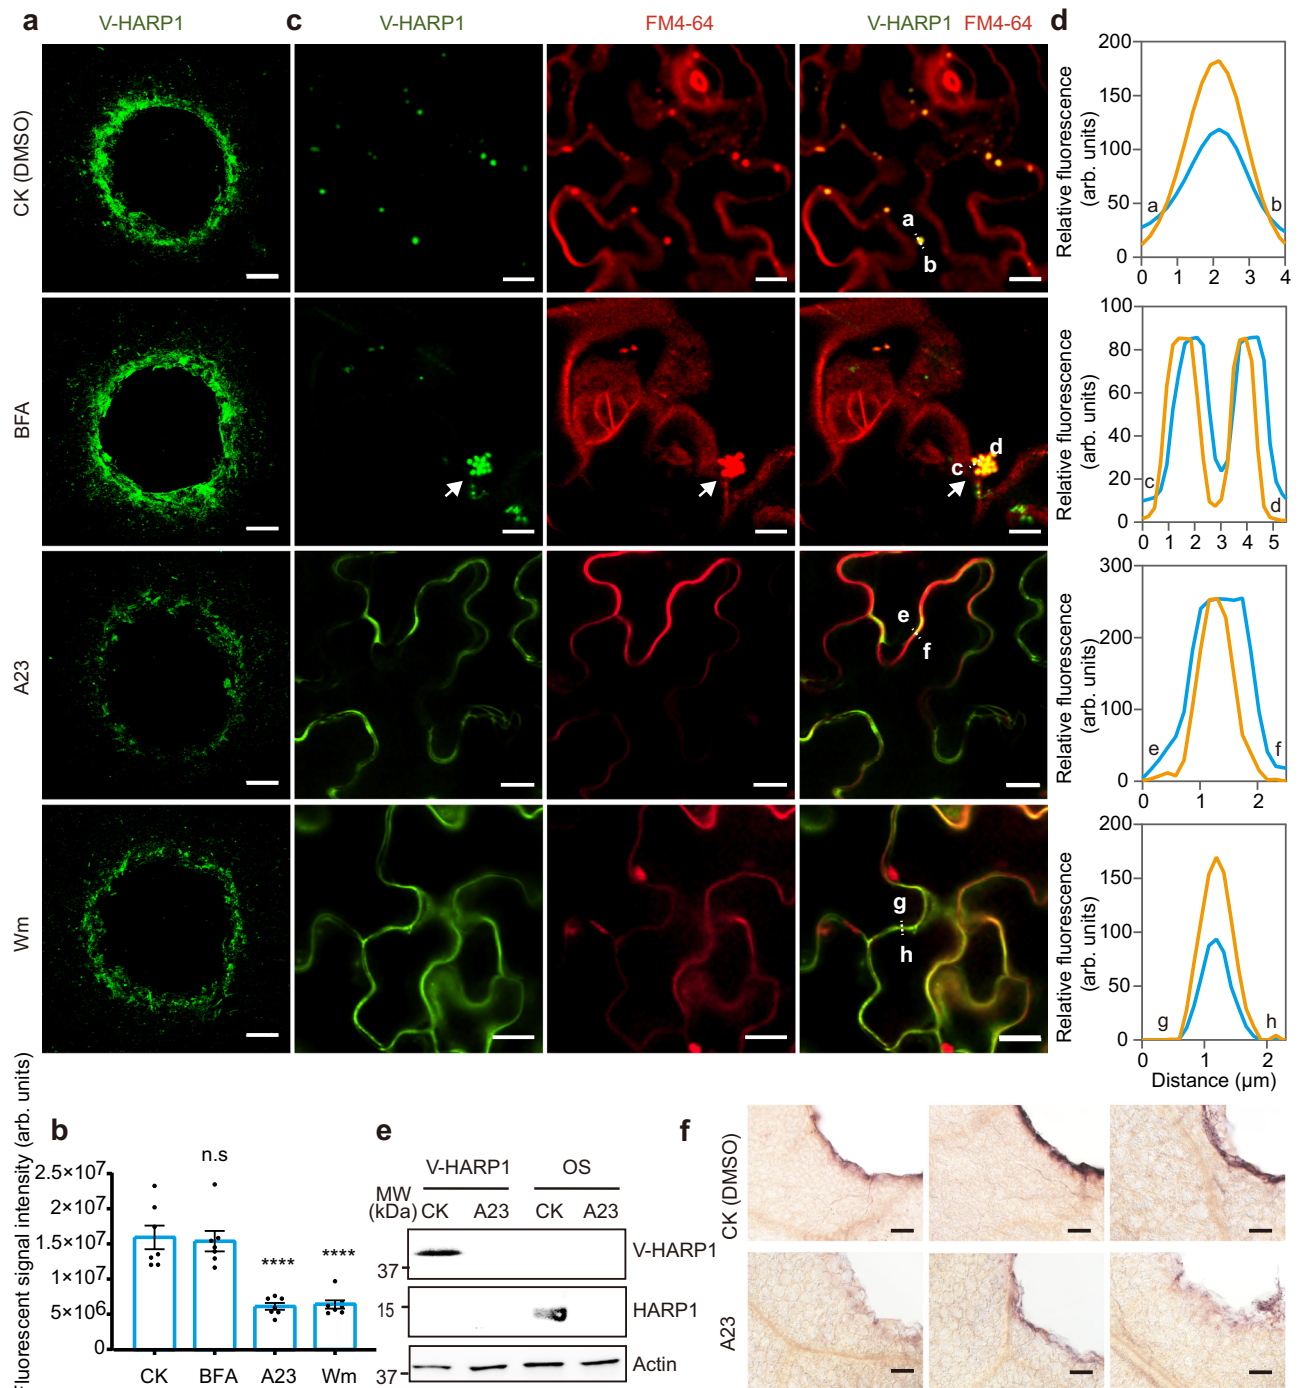 a
V-HARP1
c
V-HARP1
FM4-64
V-HARP1 FM4-64
d
CK (DMSO)
a
b
Relative fluorescence
(arb. units)
200
150
100
50
0
a
b
0 1 2 3 4
BFA
c
d
Relative fluorescence
(arb. units)
100
80
60
40
20
0
c
d
0 1 2 3 4 5
A23
e
f
Relative fluorescence
(arb. units)
300
200
100
0
e
f
0 1 2
Wm
g
h
Relative fluorescence
(arb. units)
200
150
100
50
0
g
h
0 1 2
Distance (µm)
b
Fluorescent signal intensity (arb. units)
2.5×10⁷
2×10⁷
1.5×10⁷
1×10⁷
5×10⁶
0
n.s
****
****
CK BFA A23 Wm
e
V-HARP1 OS
MW
(kDa)
CK A23 CK A23
37
V-HARP1
15
HARP1
37
Actin
f
CK (DMSO)
A23